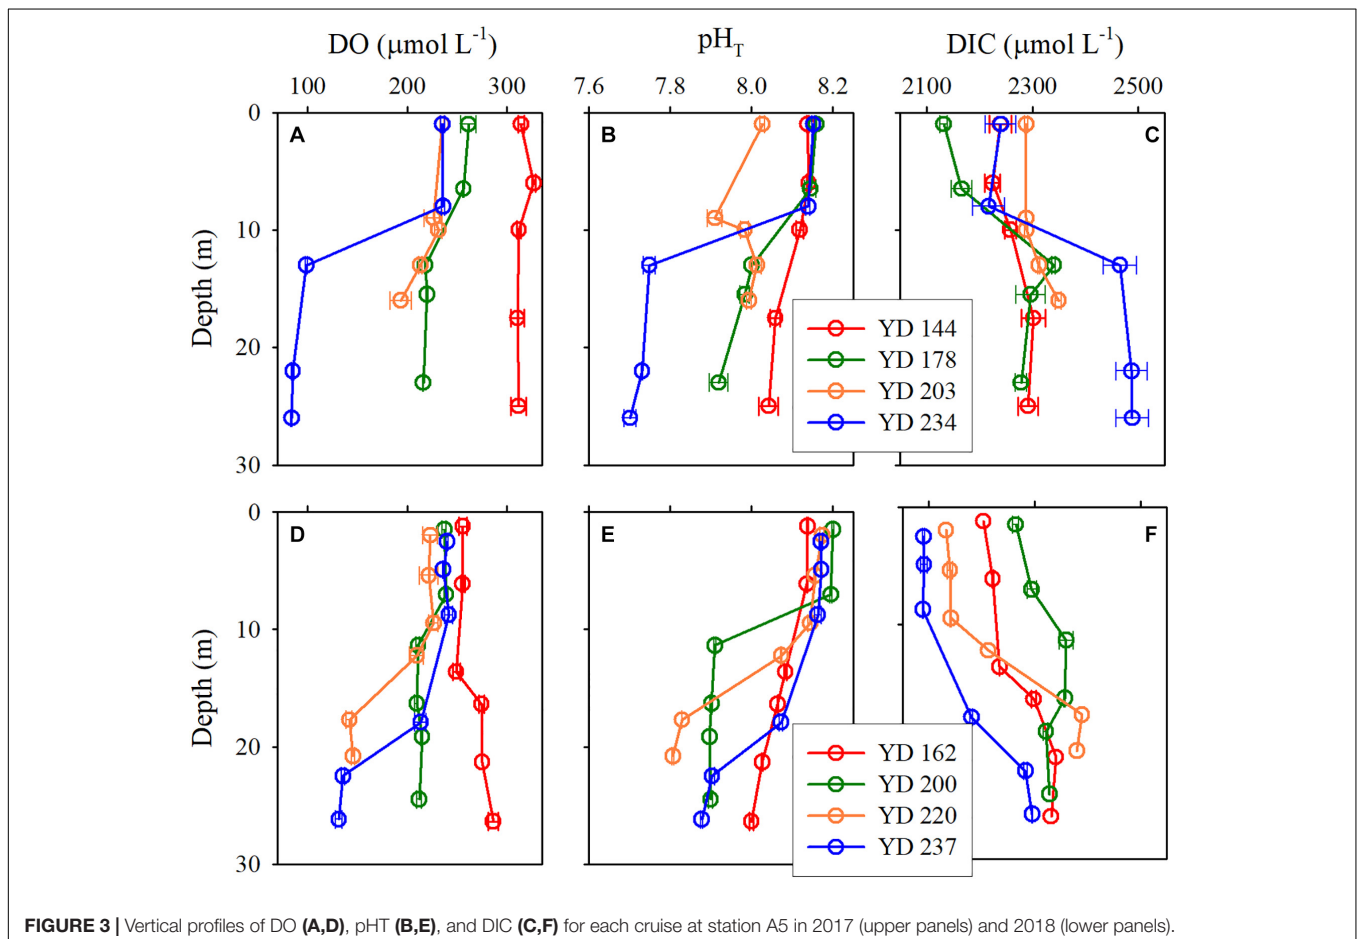 DO (μmol L⁻¹) pH_T DIC (μmol L⁻¹)
100 200 300 7.6 7.8 8.0 8.2 2100 2300 2500
0
A B C
10
Depth (m)
20
30
YD 144
YD 178
YD 203
YD 234
0
D E F
10
Depth (m)
20
30
YD 162
YD 200
YD 220
YD 237
FIGURE 3 | Vertical profiles of DO (A,D), pHT (B,E), and DIC (C,F) for each cruise at station A5 in 2017 (upper panels) and 2018 (lower panels).